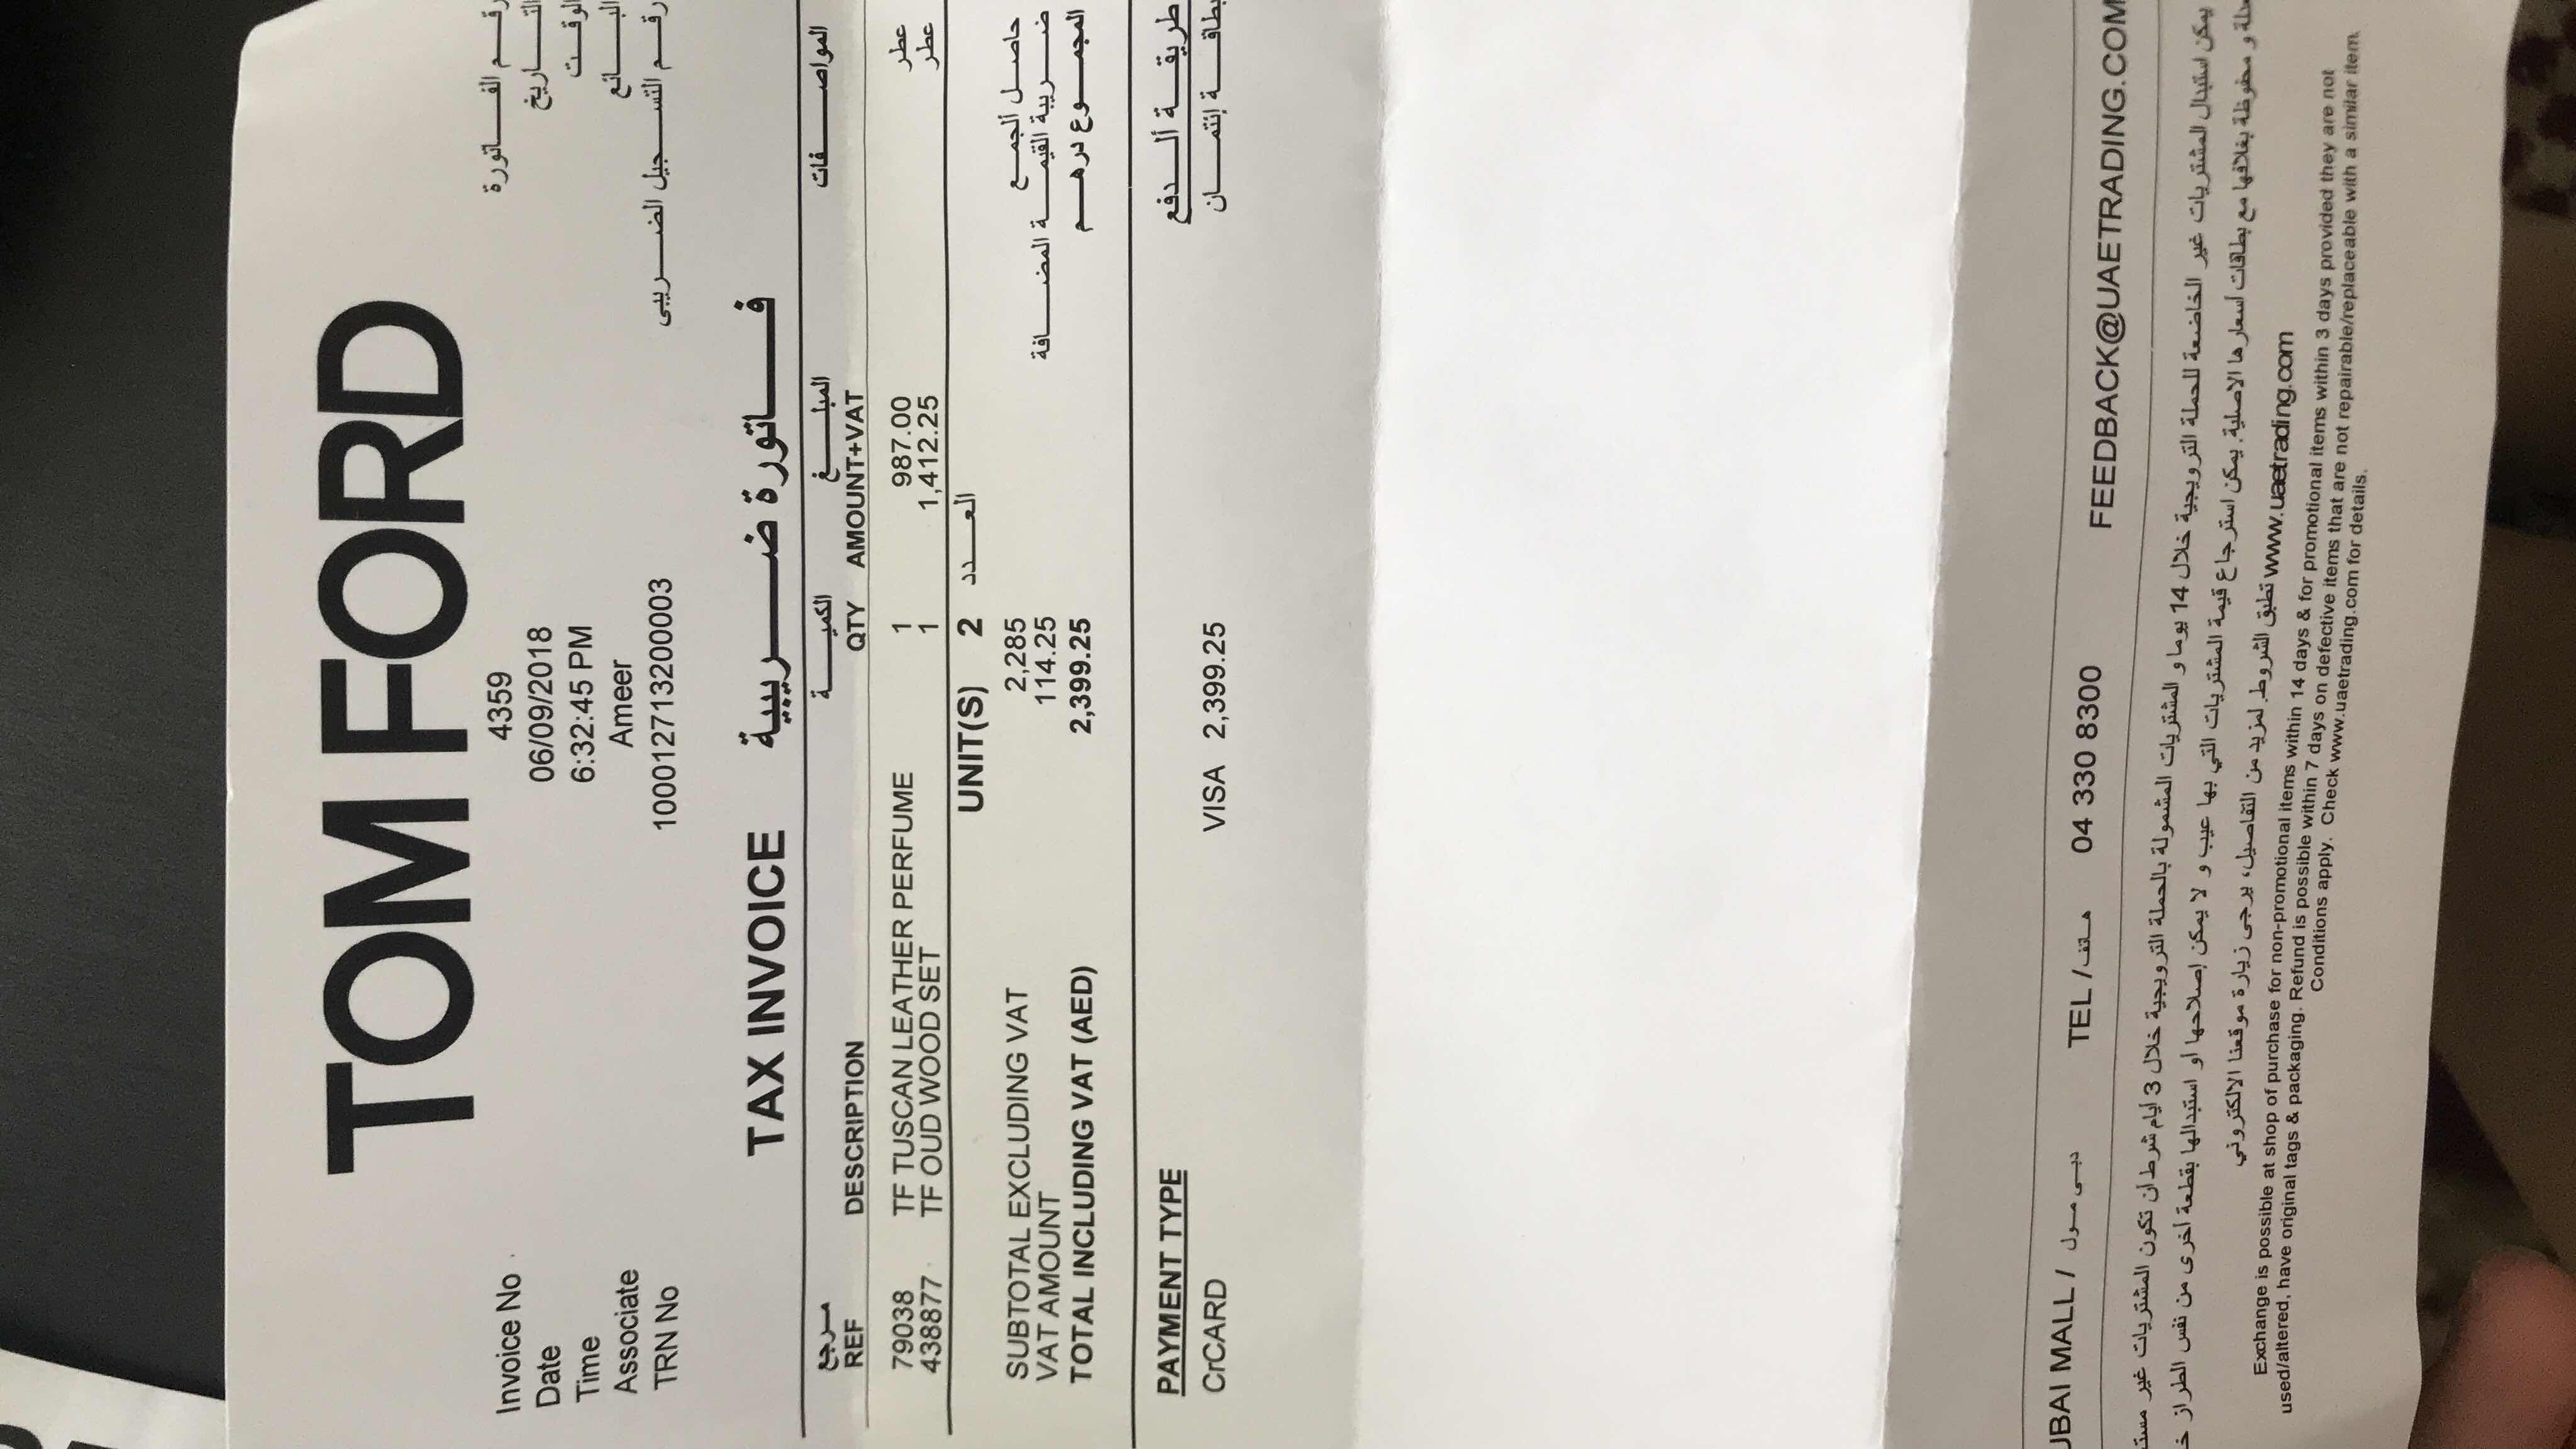 TOM FORD
Invoice No 4359 رقم الفاتورة
Date 06/09/2018 التاريخ
Time 6:32:45 PM الوقت
Associate Ameer البائع
TRN No 100012713200003 رقم التسجيل الضريبى
TAX INVOICE فاتورة ضريبية
مرجع الكمية المبلغ المواصفات
REF DESCRIPTION QTY AMOUNT+VAT
79038 TF TUSCAN LEATHER PERFUME 1 987.00 عطر
438877 TF OUD WOOD SET 1 1,412.25 عطر
UNIT(S) 2 العدد
SUBTOTAL EXCLUDING VAT 2,285 حاصل ألجمع
VAT AMOUNT 114.25 ضريبة القيمة المضافة
TOTAL INCLUDING VAT (AED) 2,399.25 المجموع درهم
PAYMENT TYPE طريقة ألدفع
CrCARD VISA 2,399.25 بطاقة إئتمان
UBAI MALL / دبى مول TEL / هاتف 04 330 8300 FEEDBACK@UAETRADING.COM
يمكن استبدال المشتريات غير الخاضعة للحملة الترويجية خلال 14 يوما و المشتريات المشمولة بالحملة الترويجية خلال 3 أيام شرط أن تكون المشتريات غير
و محفوظة بغلافها مع بطاقات أسعارها الاصلية. يمكن استرجاع قيمة المشتريات التي بها عيب و لا يمكن إصلاحها أو استبدالها بقطعة أخرى من نفس الطراز
www.uaetrading.com تطبق الشروط. لمزيد من التفاصيل، يرجى زيارة موقعنا الالكتروني
Exchange is possible at shop of purchase for non-promotional items within 14 days & for promotional items within 3 days provided they are not
used/altered, have original tags & packaging. Refund is possible within 7 days on defective items that are not repairable/replaceable with a similar item.
Conditions apply. Check www.uaetrading.com for details.